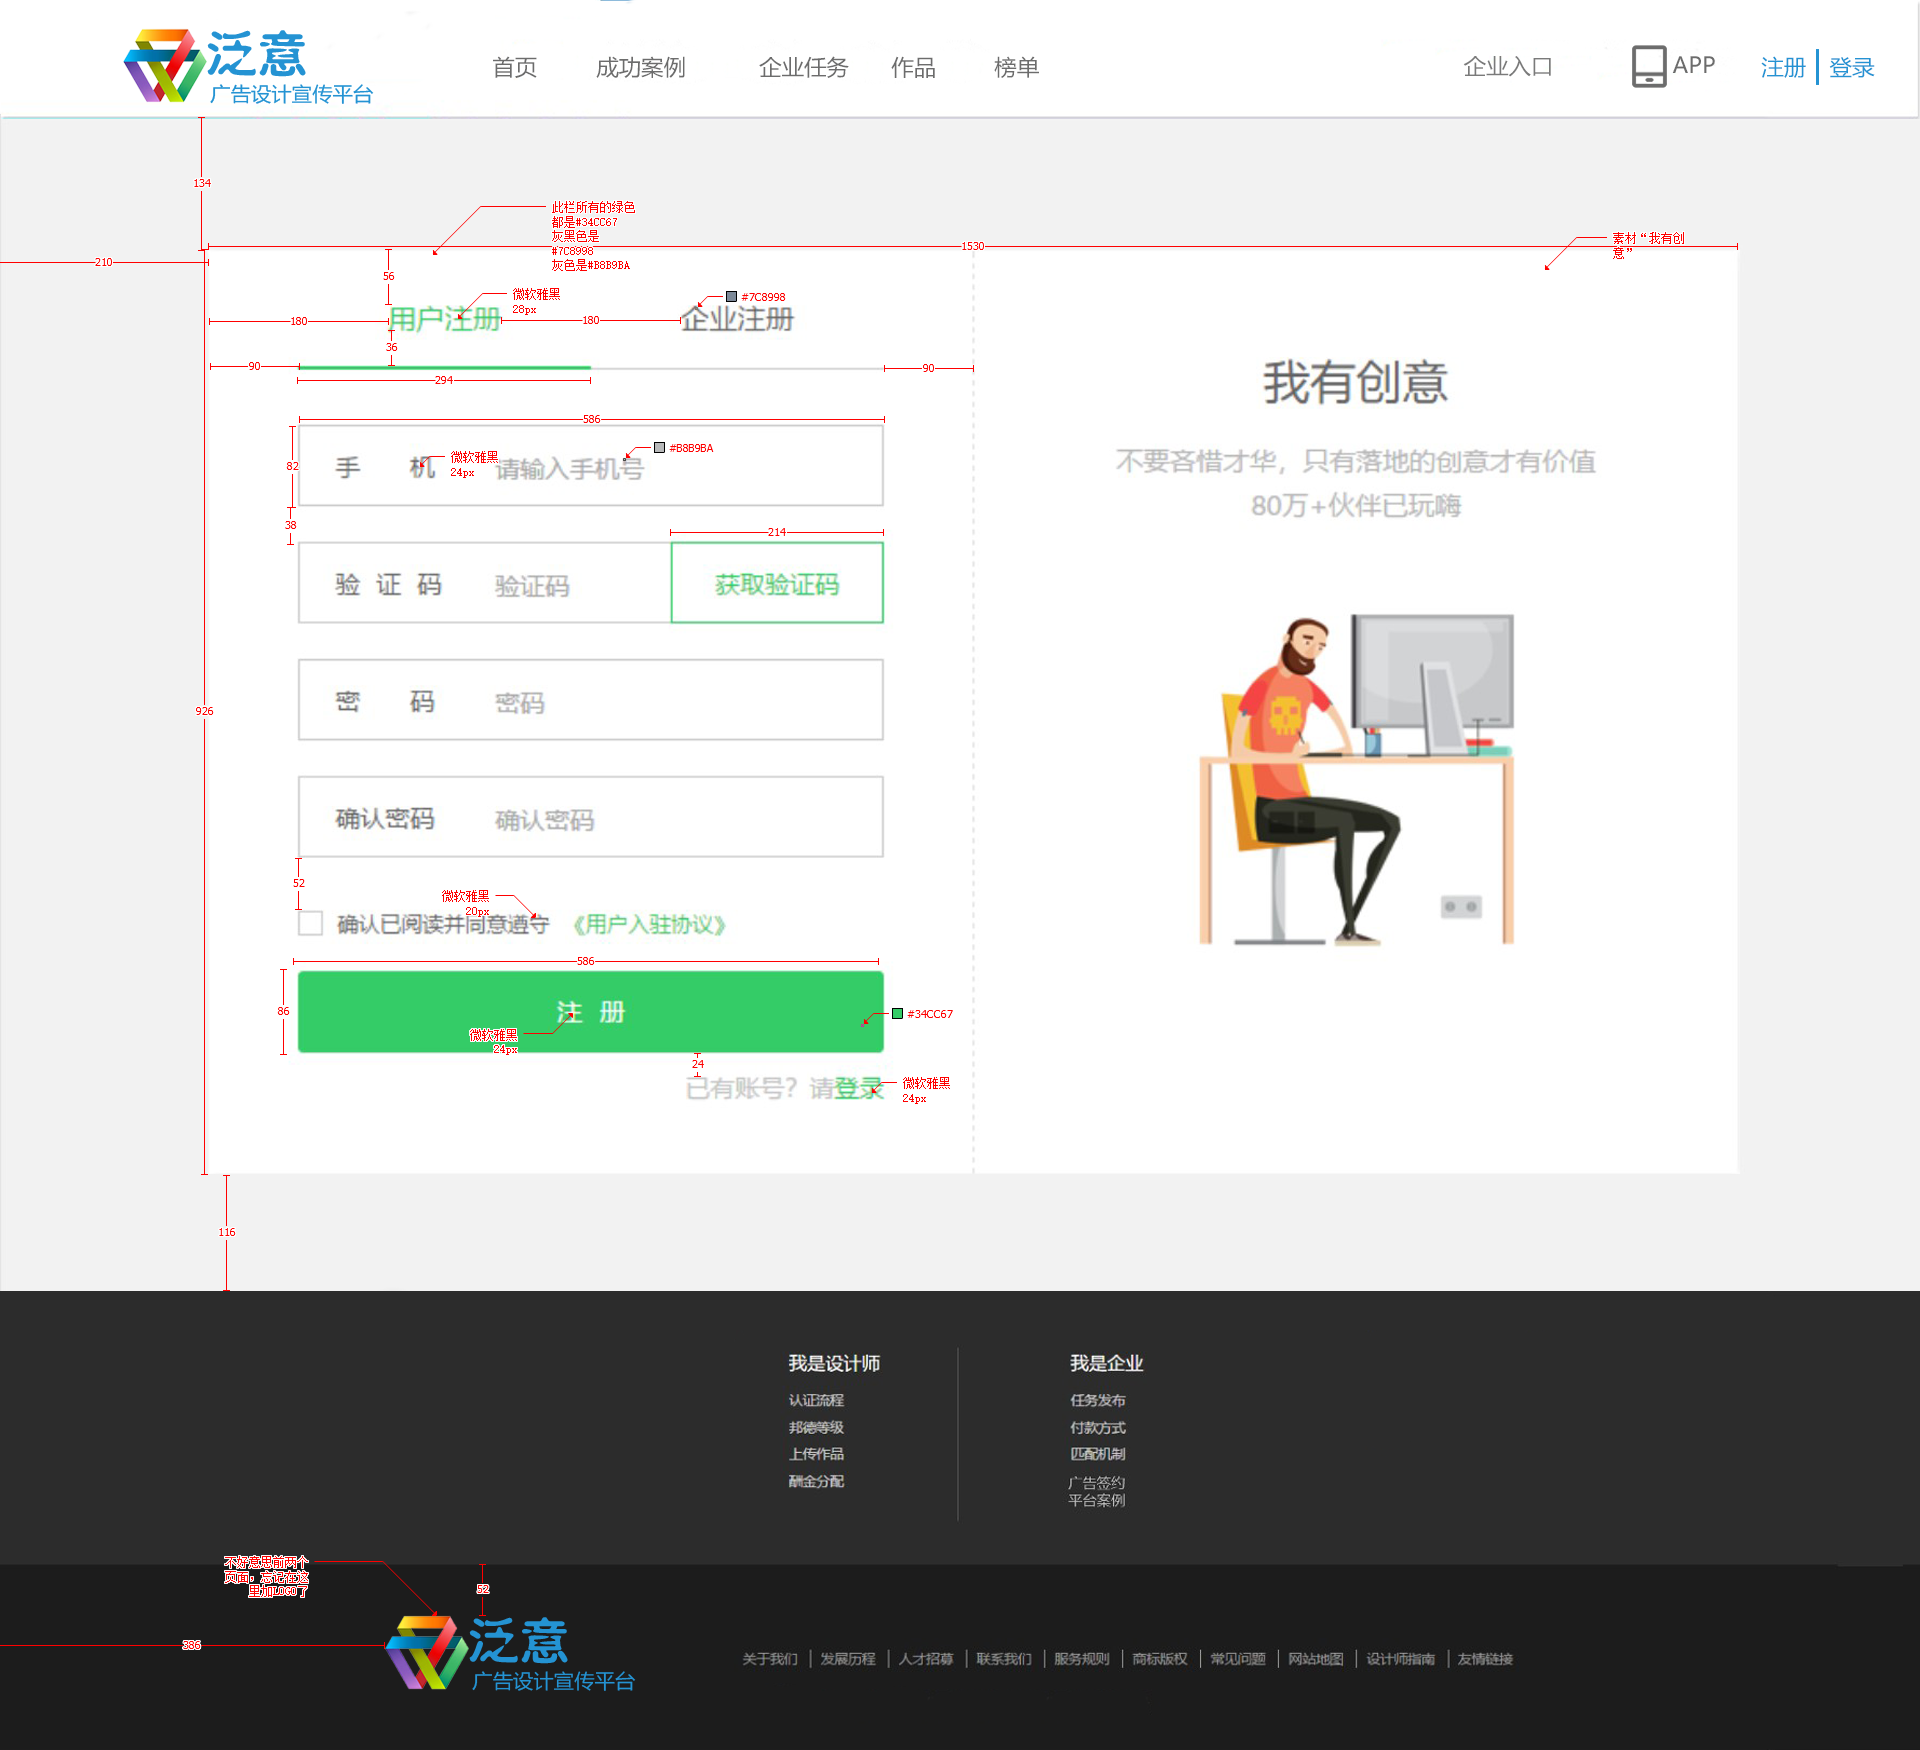 泛意
广告设计宣传平台
首页 成功案例 企业任务 作品 榜单 企业入口 APP 注册 登录
134
此栏所有的绿色
都是#34CC67
灰黑色是
#7C8998
灰色是#B8B9BA
1530
素材“我有创
意”
210
56
微软雅黑
28px
#7C8998
180 用户注册 180 企业注册
36
90 90
294
我有创意
586
82 手 机 微软雅黑
24px
请输入手机号 #B8B9BA
不要吝惜才华，只有落地的创意才有价值
80万+伙伴已玩嗨
38
214
验 证 码 验证码 获取验证码
密 码 密码
926
确认密码 确认密码
52
微软雅黑
20px
确认已阅读并同意遵守 《用户入驻协议》
586
86 注 册 #34CC67
微软雅黑
24px
24
已有账号？请登录 微软雅黑
24px
116
我是设计师 我是企业
认证流程 任务发布
邦德等级 付款方式
上传作品 匹配机制
酬金分配 广告签约
平台案例
不好意思前两个
页面，忘记在这
里加LOGO了
52
386
泛意
广告设计宣传平台
关于我们 | 发展历程 | 人才招募 | 联系我们 | 服务规则 | 商标版权 | 常见问题 | 网站地图 | 设计师指南 | 友情链接